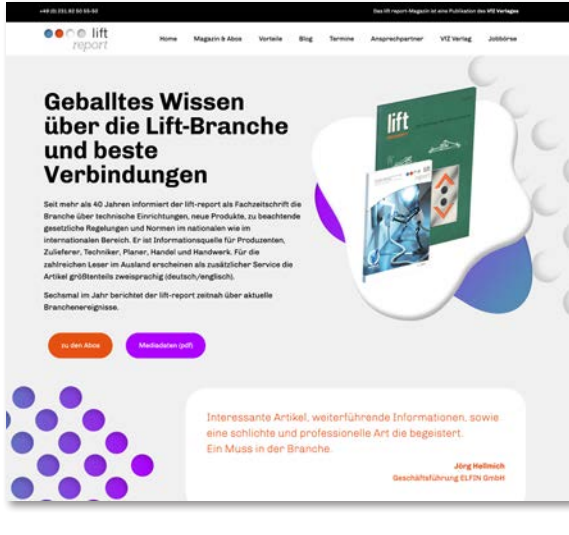 +49 (0) 231 82 50 55-50
Das lift report-Magazin ist eine Publikation des VfZ Verlages
lift
report
Home
Magazin & Abos
Vorteile
Blog
Termine
Ansprechpartner
VfZ Verlag
Jobbörse
Geballtes Wissen
über die Lift-Branche
und beste
Verbindungen
Seit mehr als 40 Jahren informiert der lift-report als Fachzeitschrift die
Branche über technische Einrichtungen, neue Produkte, zu beachtende
gesetzliche Regelungen und Normen im nationalen wie im
internationalen Bereich. Er ist Informationsquelle für Produzenten,
Zulieferer, Techniker, Planer, Handel und Handwerk. Für die
zahlreichen Leser im Ausland erscheinen als zusätzlicher Service die
Artikel größtenteils zweisprachig (deutsch/englisch).
Sechsmal im Jahr berichtet der lift-report zeitnah über aktuelle
Branchenereignisse.
lift
report
zu den Abos
Mediadaten (pdf)
Interessante Artikel, weiterführende Informationen, sowie
eine schlichte und professionelle Art die begeistert.
Ein Muss in der Branche.
Jörg Hellmich
Geschäftsführung ELFIN GmbH